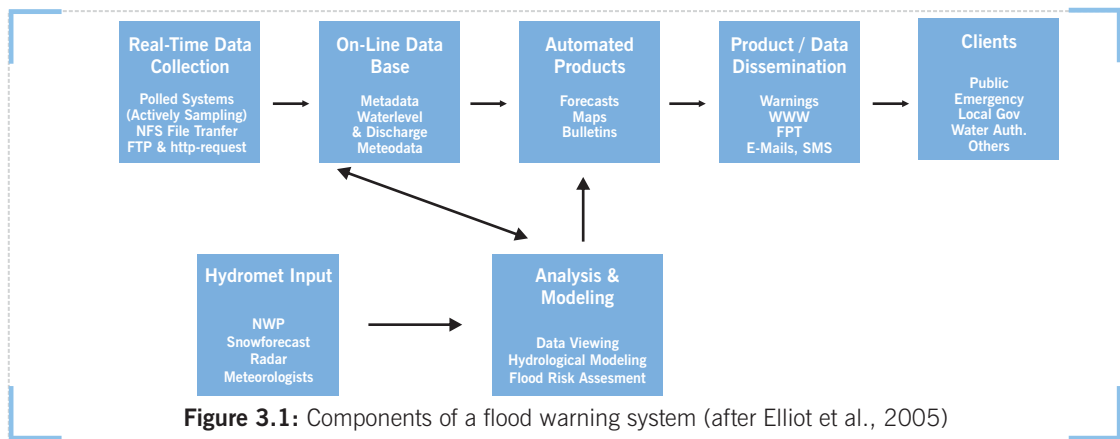 Real-Time Data
Collection
Polled Systems
(Actively Sampling)
NFS File Tranfer
FTP & http-request
On-Line Data
Base
Metadata
Waterlevel
& Discharge
Meteodata
Automated
Products
Forecasts
Maps
Bulletins
Product / Data
Dissemination
Warnings
WWW
FPT
E-Mails, SMS
Clients
Public
Emergency
Local Gov
Water Auth.
Others
Hydromet Input
NWP
Snowforecast
Radar
Meteorologists
Analysis &
Modeling
Data Viewing
Hydrological Modeling
Flood Risk Assesment
Figure 3.1: Components of a flood warning system (after Elliot et al., 2005)